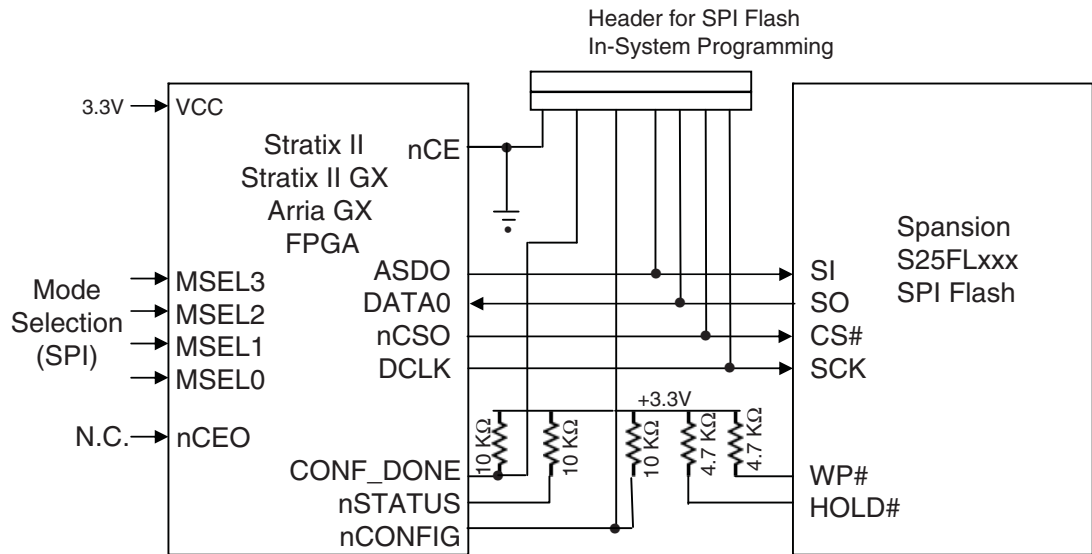 Header for SPI Flash
In-System Programming
3.3V
VCC
Stratix II
Stratix II GX
Arria GX
FPGA
nCE
Spansion
S25FLxxx
SPI Flash
Mode
Selection
(SPI)
MSEL3
MSEL2
MSEL1
MSEL0
ASDO
DATA0
nCSO
DCLK
SI
SO
CS#
SCK
+3.3V
N.C.
nCEO
10 KΩ
10 KΩ
10 KΩ
4.7 KΩ
4.7 KΩ
CONF_DONE
nSTATUS
nCONFIG
WP#
HOLD#